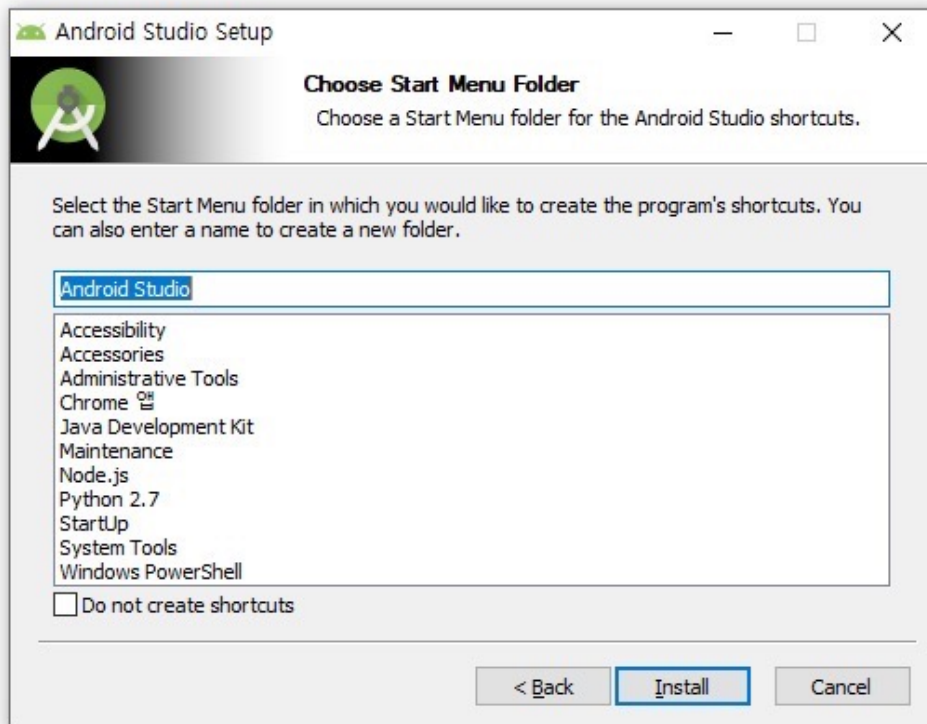 Android Studio Setup
Choose Start Menu Folder
Choose a Start Menu folder for the Android Studio shortcuts.
Select the Start Menu folder in which you would like to create the program's shortcuts. You
can also enter a name to create a new folder.
Android Studio
Accessibility
Accessories
Administrative Tools
Chrome 앱
Java Development Kit
Maintenance
Node.js
Python 2.7
StartUp
System Tools
Windows PowerShell
Do not create shortcuts
< Back
Install
Cancel